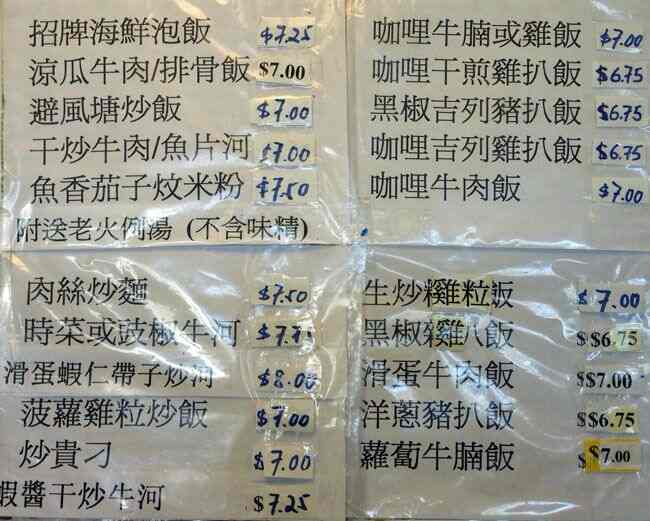 招牌海鮮泡飯 $7.25
涼瓜牛肉/排骨飯 $7.00
避風塘炒飯 $7.00
干炒牛肉/魚片河 $7.00
魚香茄子炆米粉 $7.50
附送老火例湯 (不含味精)
肉絲炒麵 $7.50
時菜或豉椒牛河 $7.75
滑蛋蝦仁帶子炒河 $8.00
菠蘿雞粒炒飯 $7.00
炒貴刁 $7.00
蝦醬干炒牛河 $7.25
咖哩牛腩或雞飯 $7.00
咖哩干煎雞扒飯 $6.75
黑椒吉列豬扒飯 $6.75
咖哩吉列雞扒飯 $6.75
咖哩牛肉飯 $7.00
生炒糯雞粒飯 $7.00
黑椒雞扒飯 $$6.75
滑蛋牛肉飯 $$7.00
洋蔥豬扒飯 $$6.75
蘿蔔牛腩飯 $$7.00